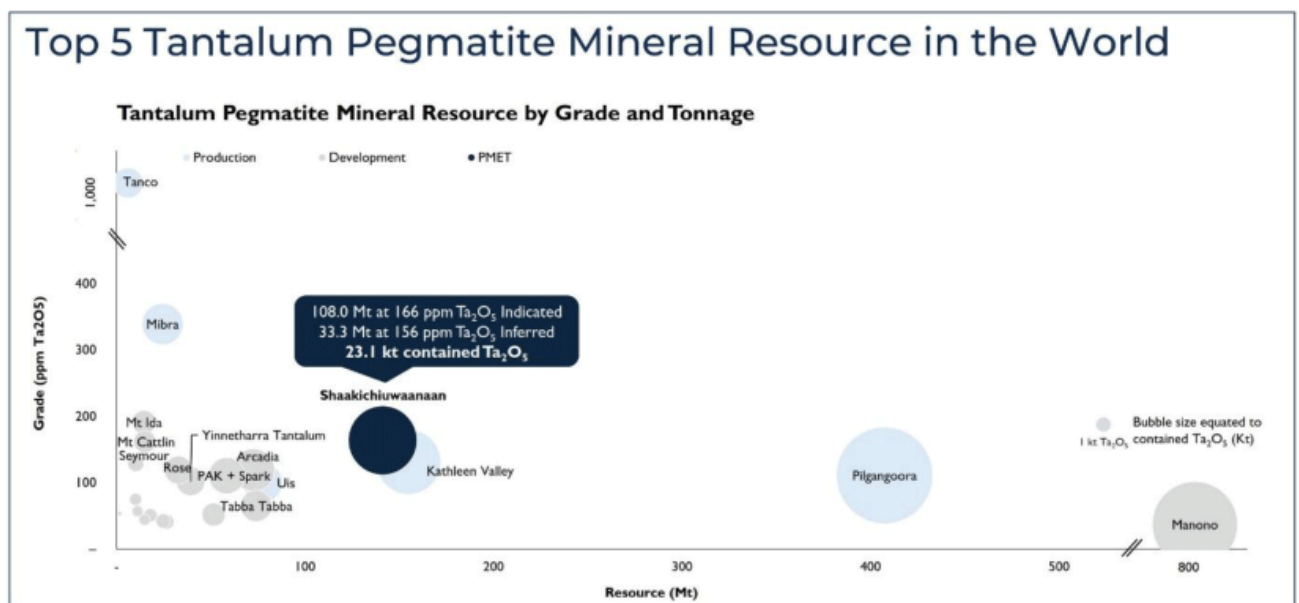 Top 5 Tantalum Pegmatite Mineral Resource in the World
Tantalum Pegmatite Mineral Resource by Grade and Tonnage
Production
Development
PMET
Grade (ppm Ta2O5)
1,000
400
300
200
100
–
Tanco
Mibra
108.0 Mt at 166 ppm Ta₂O₅ Indicated
33.3 Mt at 156 ppm Ta₂O₅ Inferred
23.1 kt contained Ta₂O₅
Shaakichiuwaanaan
Mt Ida
Mt Cattlin
Seymour
Yinnetharra Tantalum
Rose
Arcadia
PAK + Spark
Uis
Tabba Tabba
Kathleen Valley
Pilgangoora
Bubble size equated to
1 kt Ta₂O₅ contained Ta₂O₅ (Kt)
Manono
-
100
200
300
400
500
800
Resource (Mt)